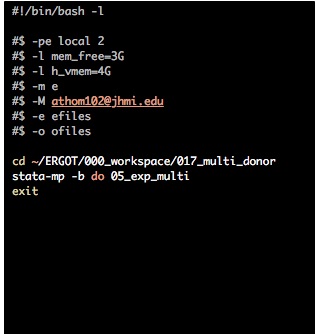 #!/bin/bash -l
#$ -pe local 2
#$ -l mem_free=3G
#$ -l h_vmem=4G
#$ -m e
#$ -M athom102@jhmi.edu
#$ -e efiles
#$ -o ofiles
cd ~/ERGOT/000_workspace/017_multi_donor
stata-mp -b do 05_exp_multi
exit